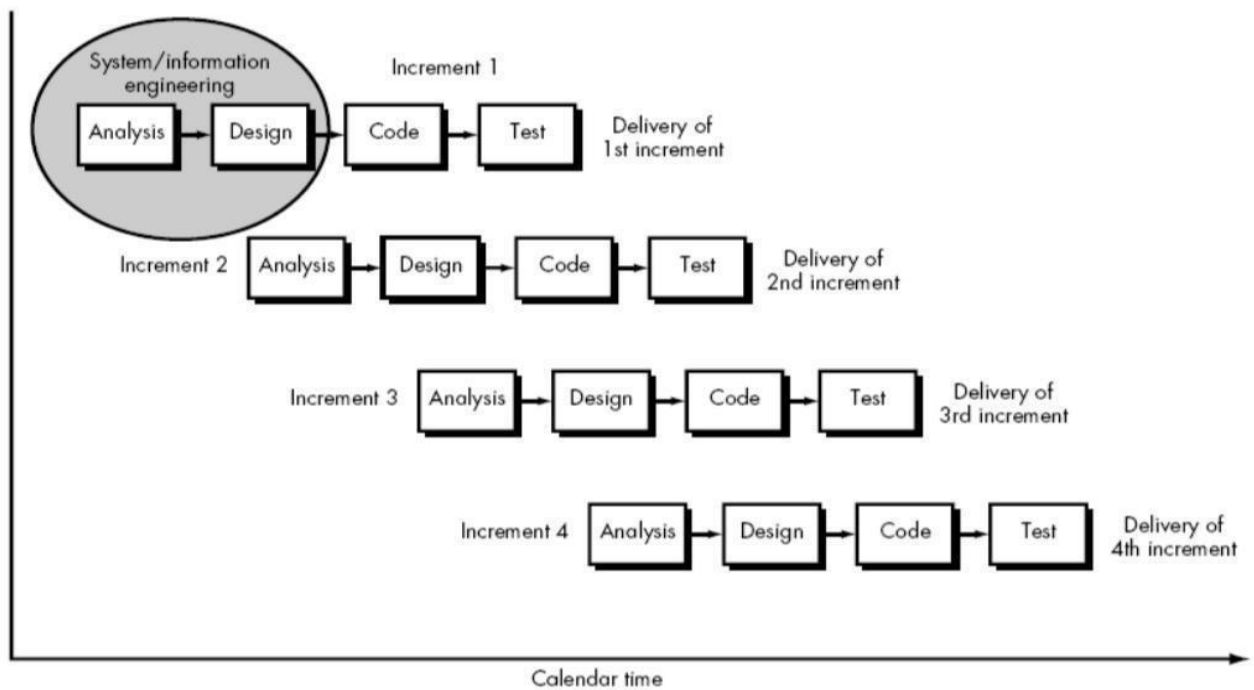 System/information
engineering
Increment 1
Analysis
Design
Code
Test
Delivery of
1st increment
Increment 2
Analysis
Design
Code
Test
Delivery of
2nd increment
Increment 3
Analysis
Design
Code
Test
Delivery of
3rd increment
Increment 4
Analysis
Design
Code
Test
Delivery of
4th increment
Calendar time